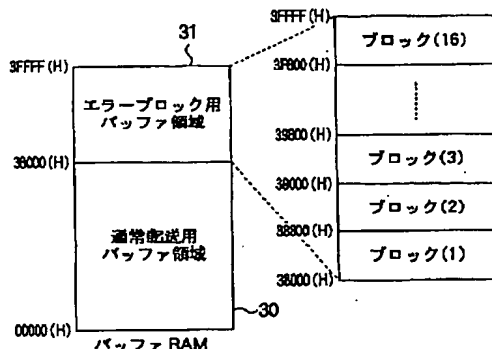 31
3FFFF(H)
エラーブロック用
バッファ領域
38000(H)
通常配送用
バッファ領域
30
00000(H)
バッファ RAM
3FFFF(H)
ブロック(16)
3F800(H)
39800(H)
ブロック(3)
39000(H)
ブロック(2)
38800(H)
ブロック(1)
38000(H)